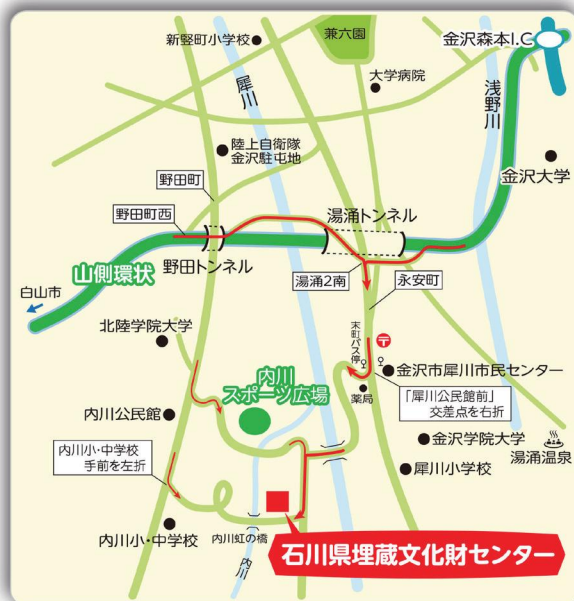 新竪町小学校
兼六園
金沢森本I.C
犀川
大学病院
浅野川
陸上自衛隊
金沢駐屯地
野田町
金沢大学
野田町西
湯涌トンネル
野田トンネル
山側環状
湯涌2南
永安町
白山市
北陸学院大学
末町バス停
〒
金沢市犀川市民センター
内川
スポーツ広場
薬局
「犀川公民館前」
交差点を右折
内川公民館
金沢学院大学
湯涌温泉
内川小・中学校
手前を左折
犀川小学校
内川小・中学校
内川虹の橋
内川
石川県埋蔵文化財センター